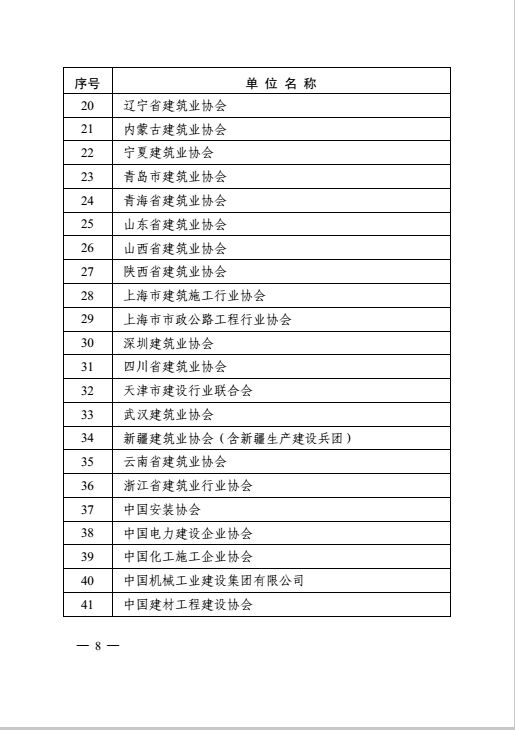 序号 单位名称
20 辽宁省建筑业协会
21 内蒙古建筑业协会
22 宁夏建筑业协会
23 青岛市建筑业协会
24 青海省建筑业协会
25 山东省建筑业协会
26 山西省建筑业协会
27 陕西省建筑业协会
28 上海市建筑施工行业协会
29 上海市市政公路工程行业协会
30 深圳建筑业协会
31 四川省建筑业协会
32 天津市建设行业联合会
33 武汉建筑业协会
34 新疆建筑业协会（含新疆生产建设兵团）
35 云南省建筑业协会
36 浙江省建筑业行业协会
37 中国安装协会
38 中国电力建设企业协会
39 中国化工施工企业协会
40 中国机械工业建设集团有限公司
41 中国建材工程建设协会
— 8 —